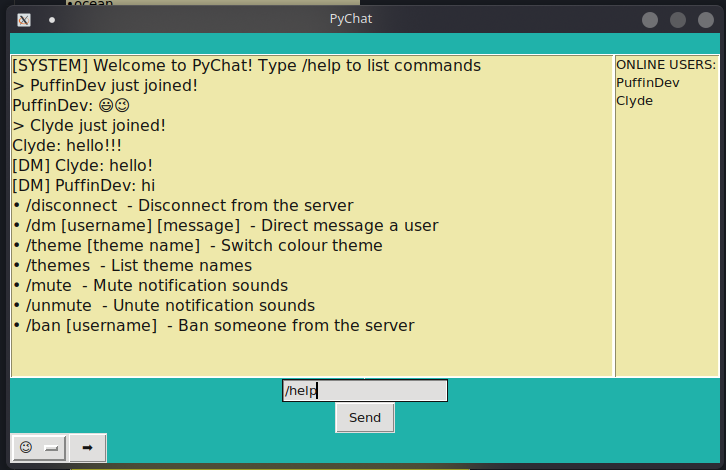 •ocean
PyChat
[SYSTEM] Welcome to PyChat! Type /help to list commands
> PuffinDev just joined!
PuffinDev: 😃😉
> Clyde just joined!
Clyde: hello!!!
[DM] Clyde: hello!
[DM] PuffinDev: hi
• /disconnect  - Disconnect from the server
• /dm [username] [message]  - Direct message a user
• /theme [theme name]  - Switch colour theme
• /themes  - List theme names
• /mute  - Mute notification sounds
• /unmute  - Unute notification sounds
• /ban [username]  - Ban someone from the server
ONLINE USERS:
PuffinDev
Clyde
/help
Send